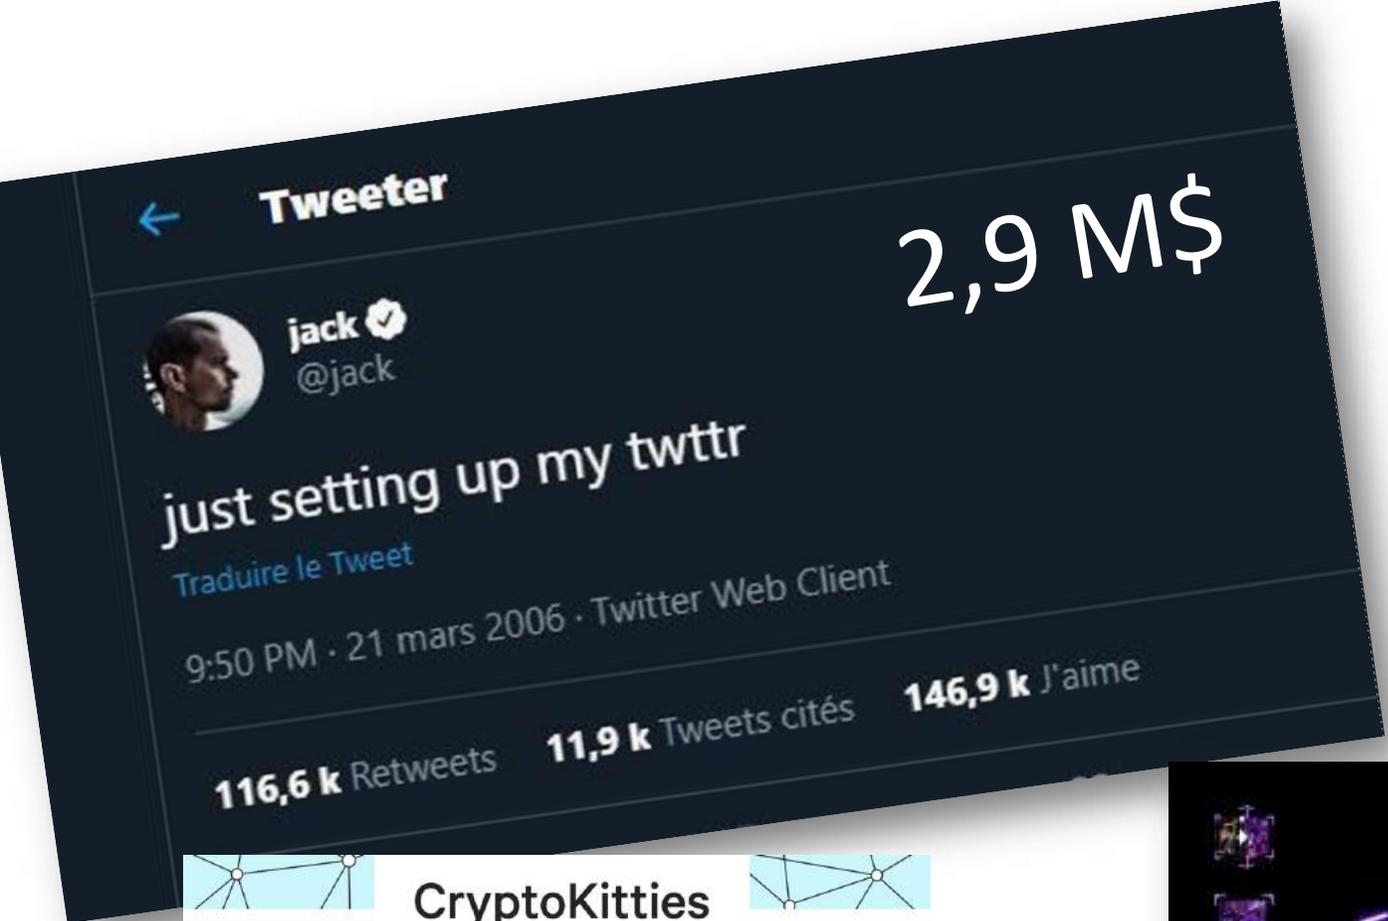 Tweeter
2,9 M$
jack
@jack
just setting up my twttr
Traduire le Tweet
9:50 PM · 21 mars 2006 · Twitter Web Client
116,6 k Retweets 11,9 k Tweets cités 146,9 k J'aime
CryptoKitties